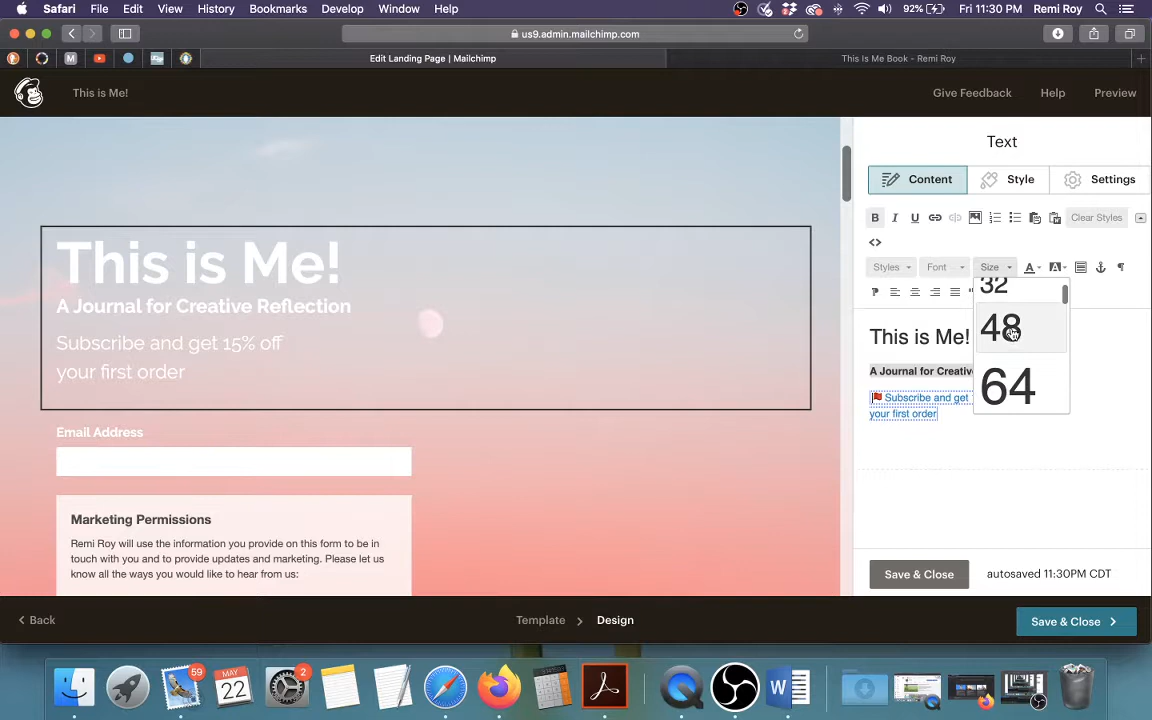 Safari File Edit View History Bookmarks Develop Window Help 92% Fri 11:30 PM Remi Roy
us9.admin.mailchimp.com
M Edit Landing Page | Mailchimp This Is Me Book - Remi Roy
This is Me! Give Feedback Help Preview
Text
Content Style Settings
B I U Clear Styles
<>
Styles Font Size A A
32
48
64
This is Me!
A Journal for Creative Reflection
Subscribe and get 15% off
your first order
Email Address
Marketing Permissions
Remi Roy will use the information you provide on this form to be in
touch with you and to provide updates and marketing. Please let us
know all the ways you would like to hear from us:
This is Me!
A Journal for Creativ
Subscribe and get
your first order
Save & Close autosaved 11:30PM CDT
Back Template Design Save & Close
59
MAY
22
2
W